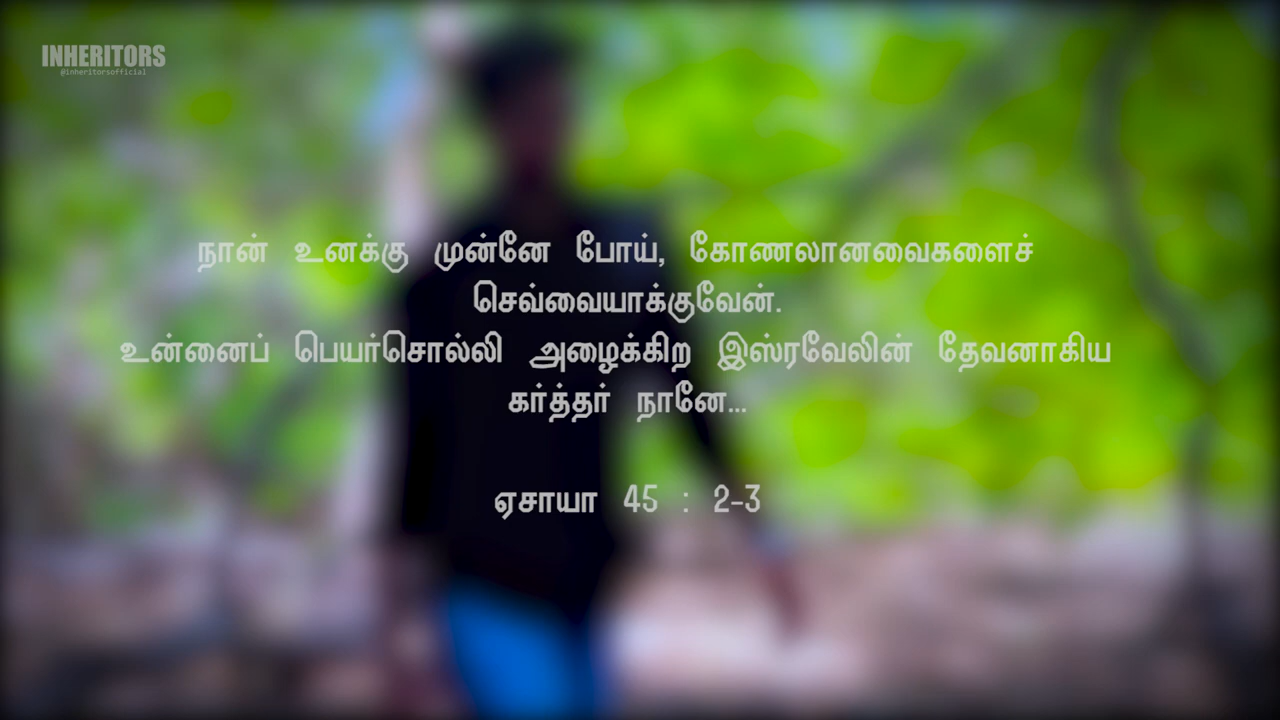 INHERITORS
@inheritorsofficial
நான் உனக்கு முன்னே போய், கோணலானவைகளைச்
செவ்வையாக்குவேன்.
உன்னைப் பெயர்சொல்லி அழைக்கிற இஸ்ரவேலின் தேவனாகிய
கர்த்தர் நானே...
ஏசாயா 45 : 2-3